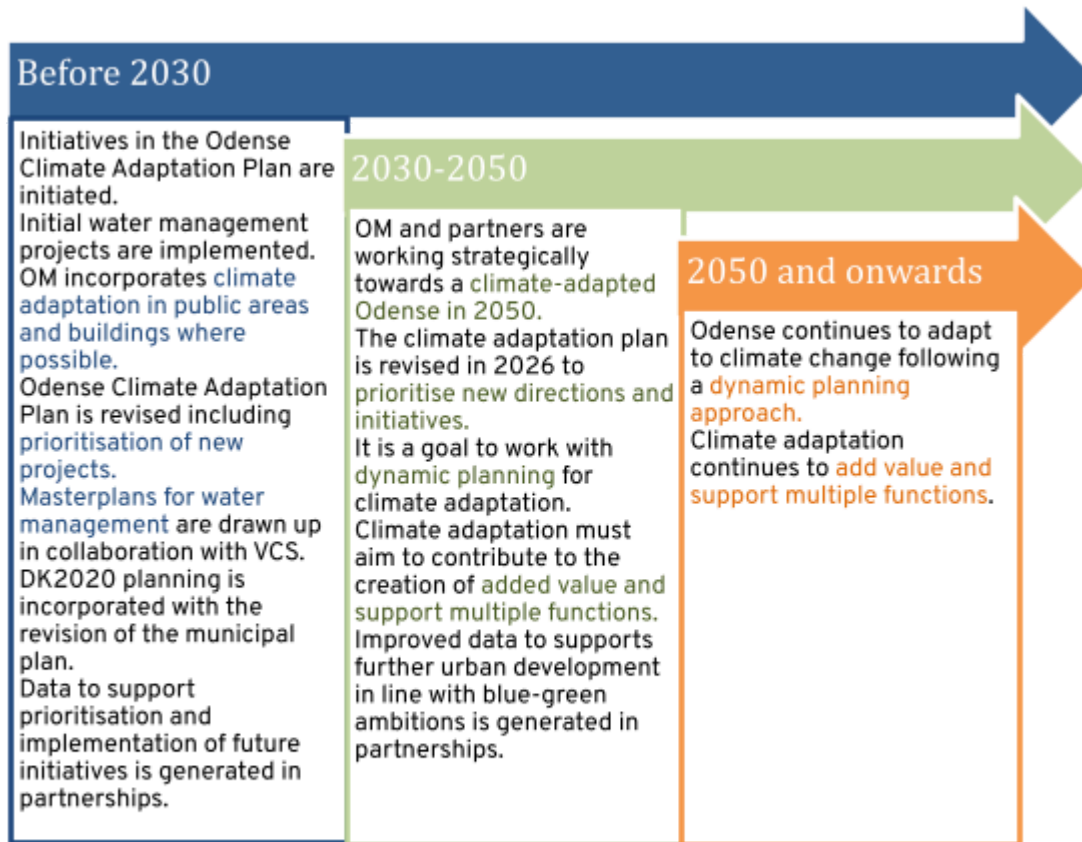 Before 2030
Initiatives in the Odense
Climate Adaptation Plan are
initiated.
Initial water management
projects are implemented.
OM incorporates climate
adaptation in public areas
and buildings where
possible.
Odense Climate Adaptation
Plan is revised including
prioritisation of new
projects.
Masterplans for water
management are drawn up
in collaboration with VCS.
DK2020 planning is
incorporated with the
revision of the municipal
plan.
Data to support
prioritisation and
implementation of future
initiatives is generated in
partnerships.
2030-2050
OM and partners are
working strategically
towards a climate-adapted
Odense in 2050.
The climate adaptation plan
is revised in 2026 to
prioritise new directions and
initiatives.
It is a goal to work with
dynamic planning for
climate adaptation.
Climate adaptation must
aim to contribute to the
creation of added value and
support multiple functions.
Improved data to supports
further urban development
in line with blue-green
ambitions is generated in
partnerships.
2050 and onwards
Odense continues to adapt
to climate change following
a dynamic planning
approach.
Climate adaptation
continues to add value and
support multiple functions.